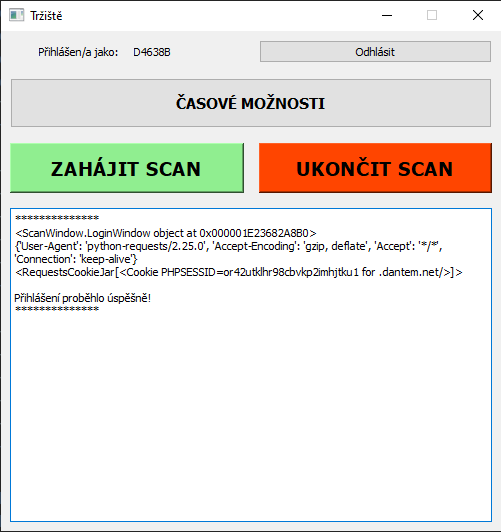 Tržiště
Přihlášen/a jako: D4638B Odhlásit
ČASOVÉ MOŽNOSTI
ZAHÁJIT SCAN UKONČIT SCAN
**************
<ScanWindow.LoginWindow object at 0x000001E23682A8B0>
{'User-Agent': 'python-requests/2.25.0', 'Accept-Encoding': 'gzip, deflate', 'Accept': '*/*',
'Connection': 'keep-alive'}
<RequestsCookieJar[<Cookie PHPSESSID=or42utklhr98cbvkp2imhjtku1 for .dantem.net/>]>
Přihlášení proběhlo úspěšně!
**************